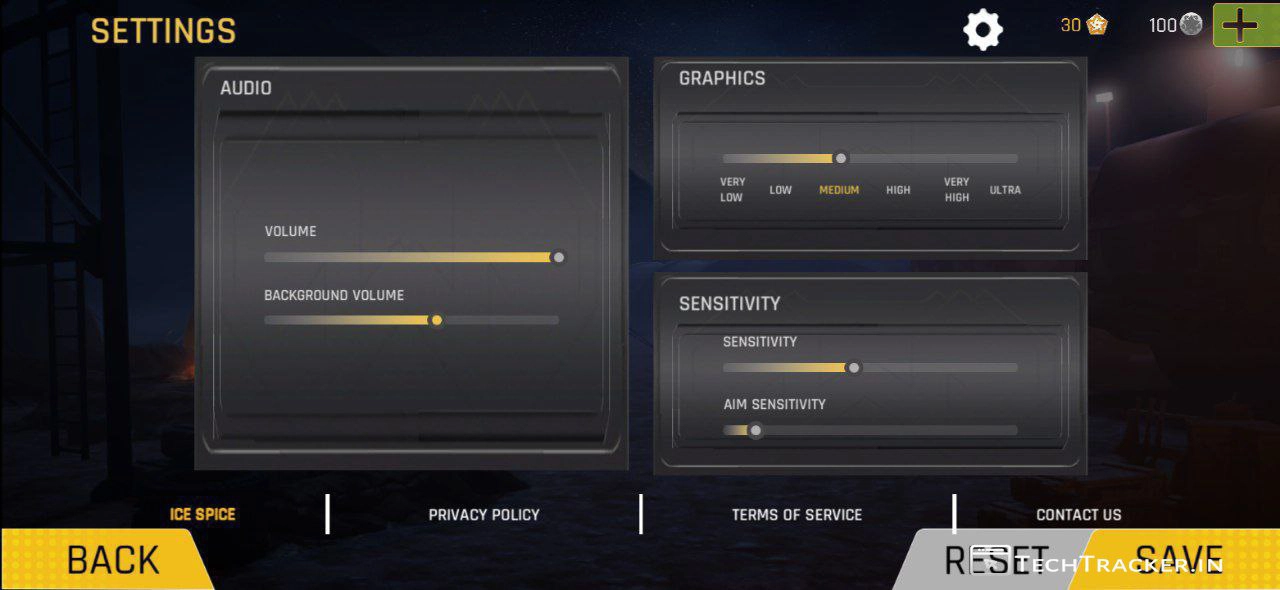 SETTINGS
30
100
AUDIO
VOLUME
BACKGROUND VOLUME
GRAPHICS
VERY LOW
LOW
MEDIUM
HIGH
VERY HIGH
ULTRA
SENSITIVITY
SENSITIVITY
AIM SENSITIVITY
ICE SPICE
PRIVACY POLICY
TERMS OF SERVICE
CONTACT US
BACK
RESET
SAVE
TECHTRACKER.IN